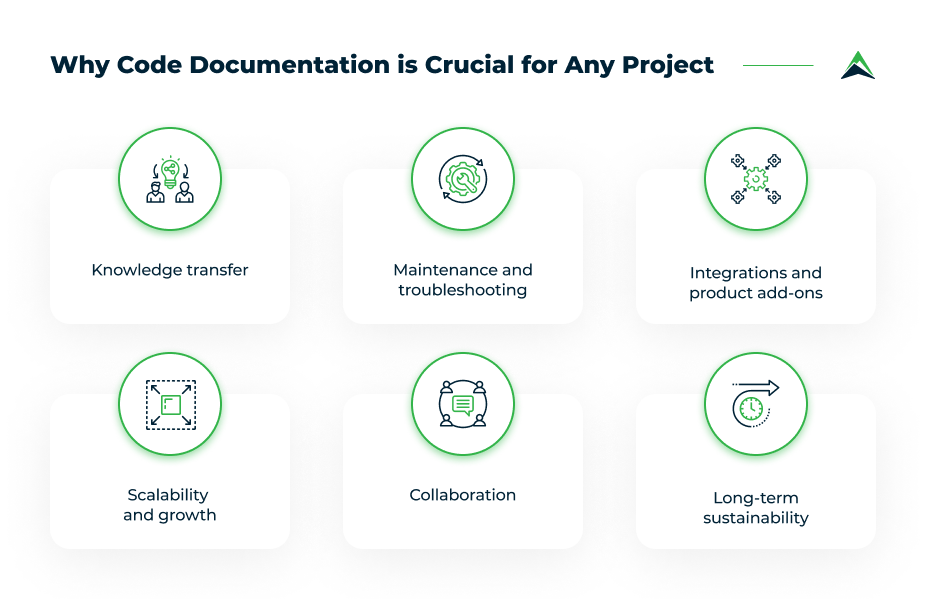 Why Code Documentation is Crucial for Any Project
Knowledge transfer
Maintenance and
troubleshooting
Integrations and
product add-ons
Scalability
and growth
Collaboration
Long-term
sustainability